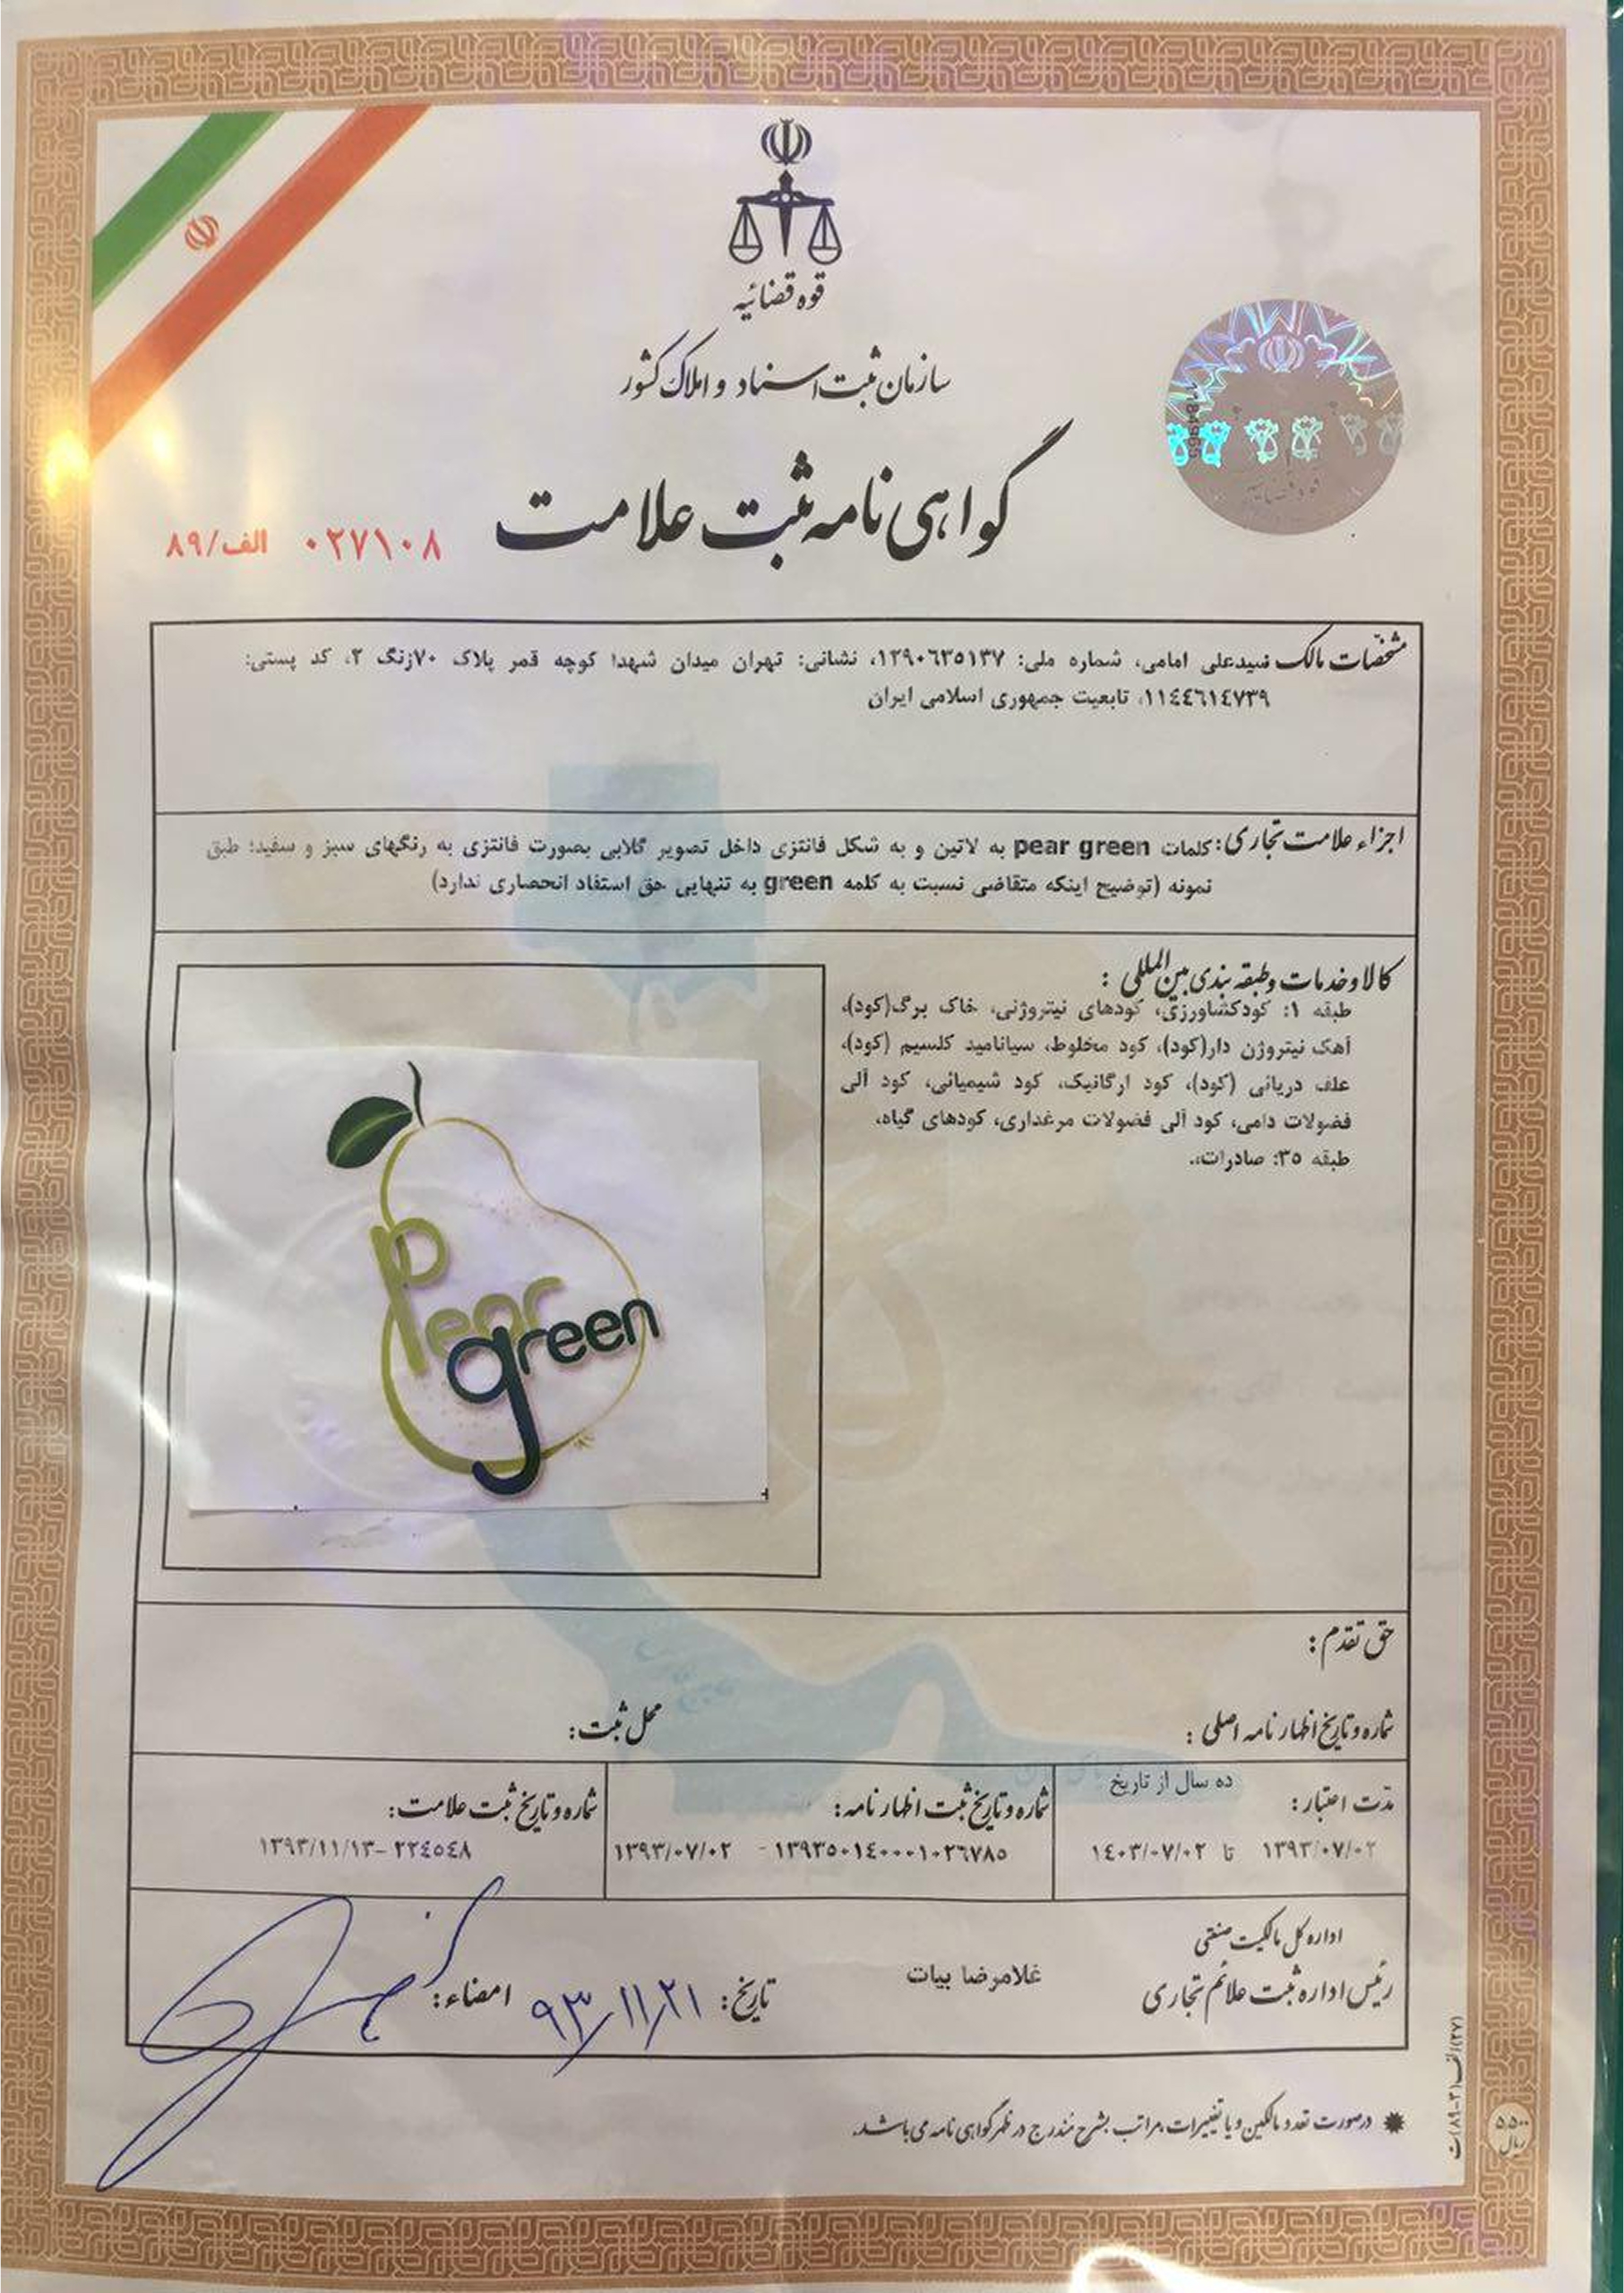 قوه قضائیه
سازمان ثبت اسناد و املاک کشور
گواهی نامه ثبت علامت
۰۲۷۱۰۸ الف/۸۹
مشخصات مالک سیدعلی امامی، شماره ملی: ۱۲۹۰٦۳۵۱۳۷، نشانی: تهران میدان شهدا کوچه قمر پلاک ۷۰زنگ ۲، کد پستی:
۱۱٤٤٦۱٤۷۳۹، تابعیت جمهوری اسلامی ایران
اجزاء علامت تجاری: کلمات pear green به لاتین و به شکل فانتزی داخل تصویر گلابی بصورت فانتزی به رنگهای سبز و سفید؛ طبق
نمونه (توضیح اینکه متقاضی نسبت به کلمه green به تنهایی حق استفاد انحصاری ندارد)
کالا و خدمات و طبقه بندی بین المللی :
طبقه ۱: کودکشاورزی، کودهای نیتروژنی، خاک برگ(کود)،
آهک نیتروژن دار(کود)، کود مخلوط، سیانامید کلسیم (کود)،
علف دریائی (کود)، کود ارگانیک، کود شیمیائی، کود آلی
فضولات دامی، کود آلی فضولات مرغداری، کودهای گیاه،
طبقه ۳۵: صادرات،.
Pear
green
حق تقدم :
شماره و تاریخ اظهار نامه اصلی :
محل ثبت :
مدت اعتبار : ده سال از تاریخ
۱۳۹۳/۰۷/۰۲ تا ۱٤۰۳/۰۷/۰۲
شماره و تاریخ ثبت اظهار نامه :
۱۳۹۳۵۰۱٤۰۰۰۱۰۲٦۷۸۵ - ۱۳۹۳/۰۷/۰۲
شماره و تاریخ ثبت علامت :
۲۲٤۵٤۸-۱۳۹۳/۱۱/۱۳
اداره کل مالکیت صنعتی
رئیس اداره ثبت علائم تجاری
غلامرضا بیات
تاریخ : ۹۳/۱۱/۲۱
امضاء :
درصورت تعدد مالکین و یا تغییرات مراتب بشرح مندرج در ظهر گواهی نامه می باشد.
۵۵۰۰
ریال